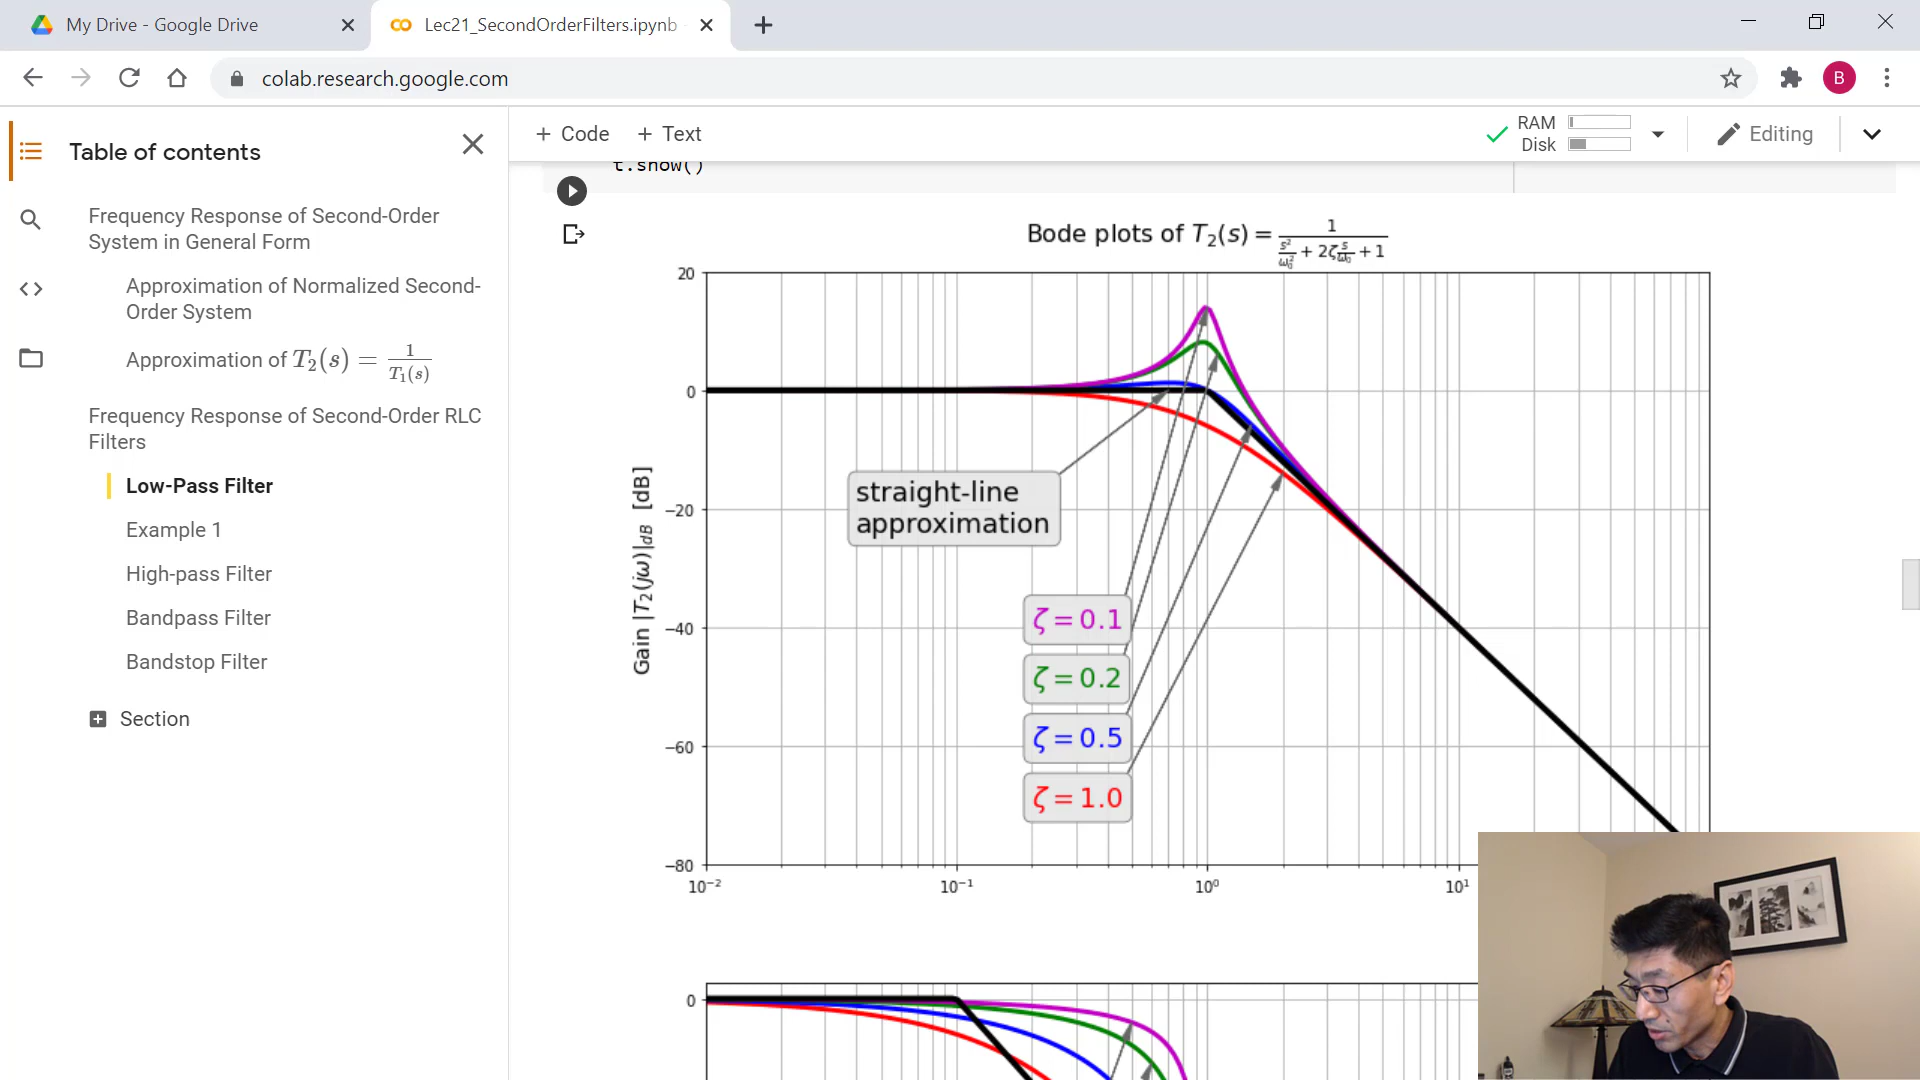 My Drive - Google Drive
Lec21_SecondOrderFilters.ipynb -
colab.research.google.com
B
Table of contents
+ Code + Text
RAM
Disk
Editing
t.show()
Frequency Response of Second-Order
System in General Form
Approximation of Normalized Second-
Order System
Approximation of T₂(s) = 1/T₁(s)
Frequency Response of Second-Order RLC
Filters
Low-Pass Filter
Example 1
High-pass Filter
Bandpass Filter
Bandstop Filter
Section
Bode plots of T₂(s) = 1/(s²/ω₀² + 2ζ s/ω₀ + 1)
20
0
−20
−40
−60
−80
Gain |T₂(jω)|dB [dB]
straight-line
approximation
ζ = 0.1
ζ = 0.2
ζ = 0.5
ζ = 1.0
10⁻² 10⁻¹ 10⁰ 10¹
0